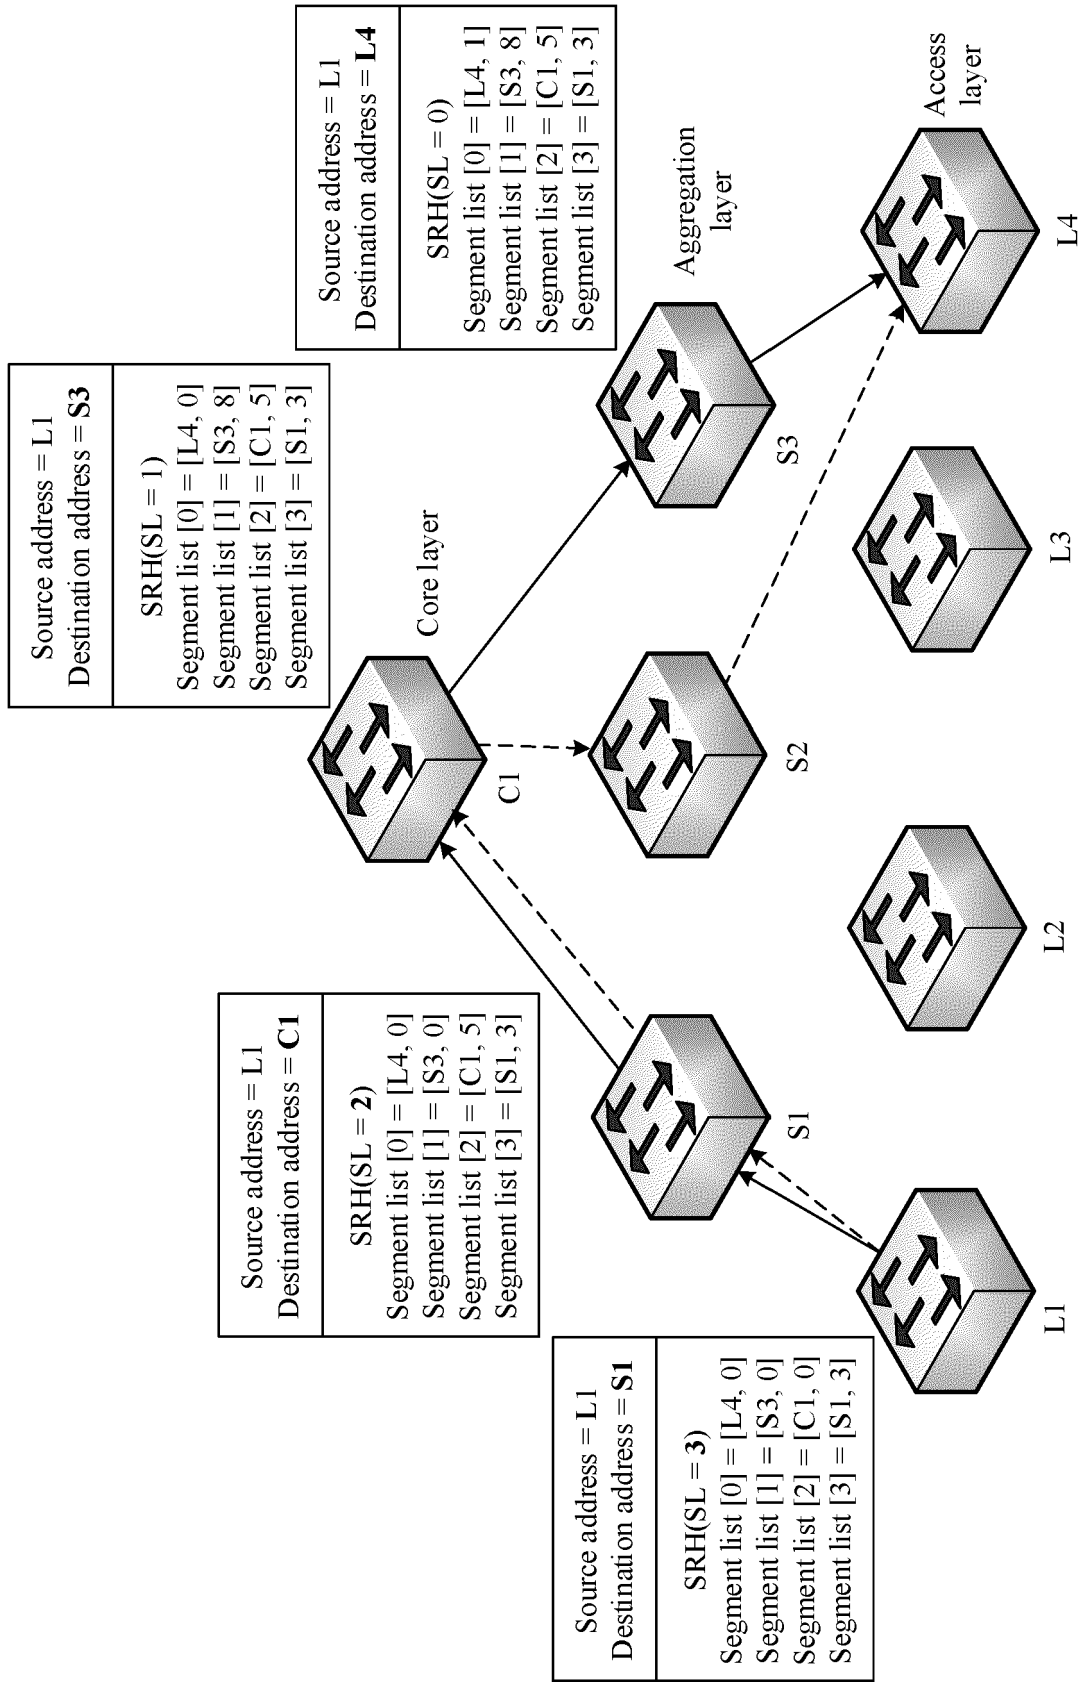 Source address = L1
Destination address = S1
SRH(SL = 3)
Segment list [0] = [L4, 0]
Segment list [1] = [S3, 0]
Segment list [2] = [C1, 0]
Segment list [3] = [S1, 3]
Source address = L1
Destination address = C1
SRH(SL = 2)
Segment list [0] = [L4, 0]
Segment list [1] = [S3, 0]
Segment list [2] = [C1, 5]
Segment list [3] = [S1, 3]
Source address = L1
Destination address = S3
SRH(SL = 1)
Segment list [0] = [L4, 0]
Segment list [1] = [S3, 8]
Segment list [2] = [C1, 5]
Segment list [3] = [S1, 3]
Source address = L1
Destination address = L4
SRH(SL = 0)
Segment list [0] = [L4, 1]
Segment list [1] = [S3, 8]
Segment list [2] = [C1, 5]
Segment list [3] = [S1, 3]
Core layer
C1
Aggregation
layer
S1
S2
S3
Access
layer
L1
L2
L3
L4